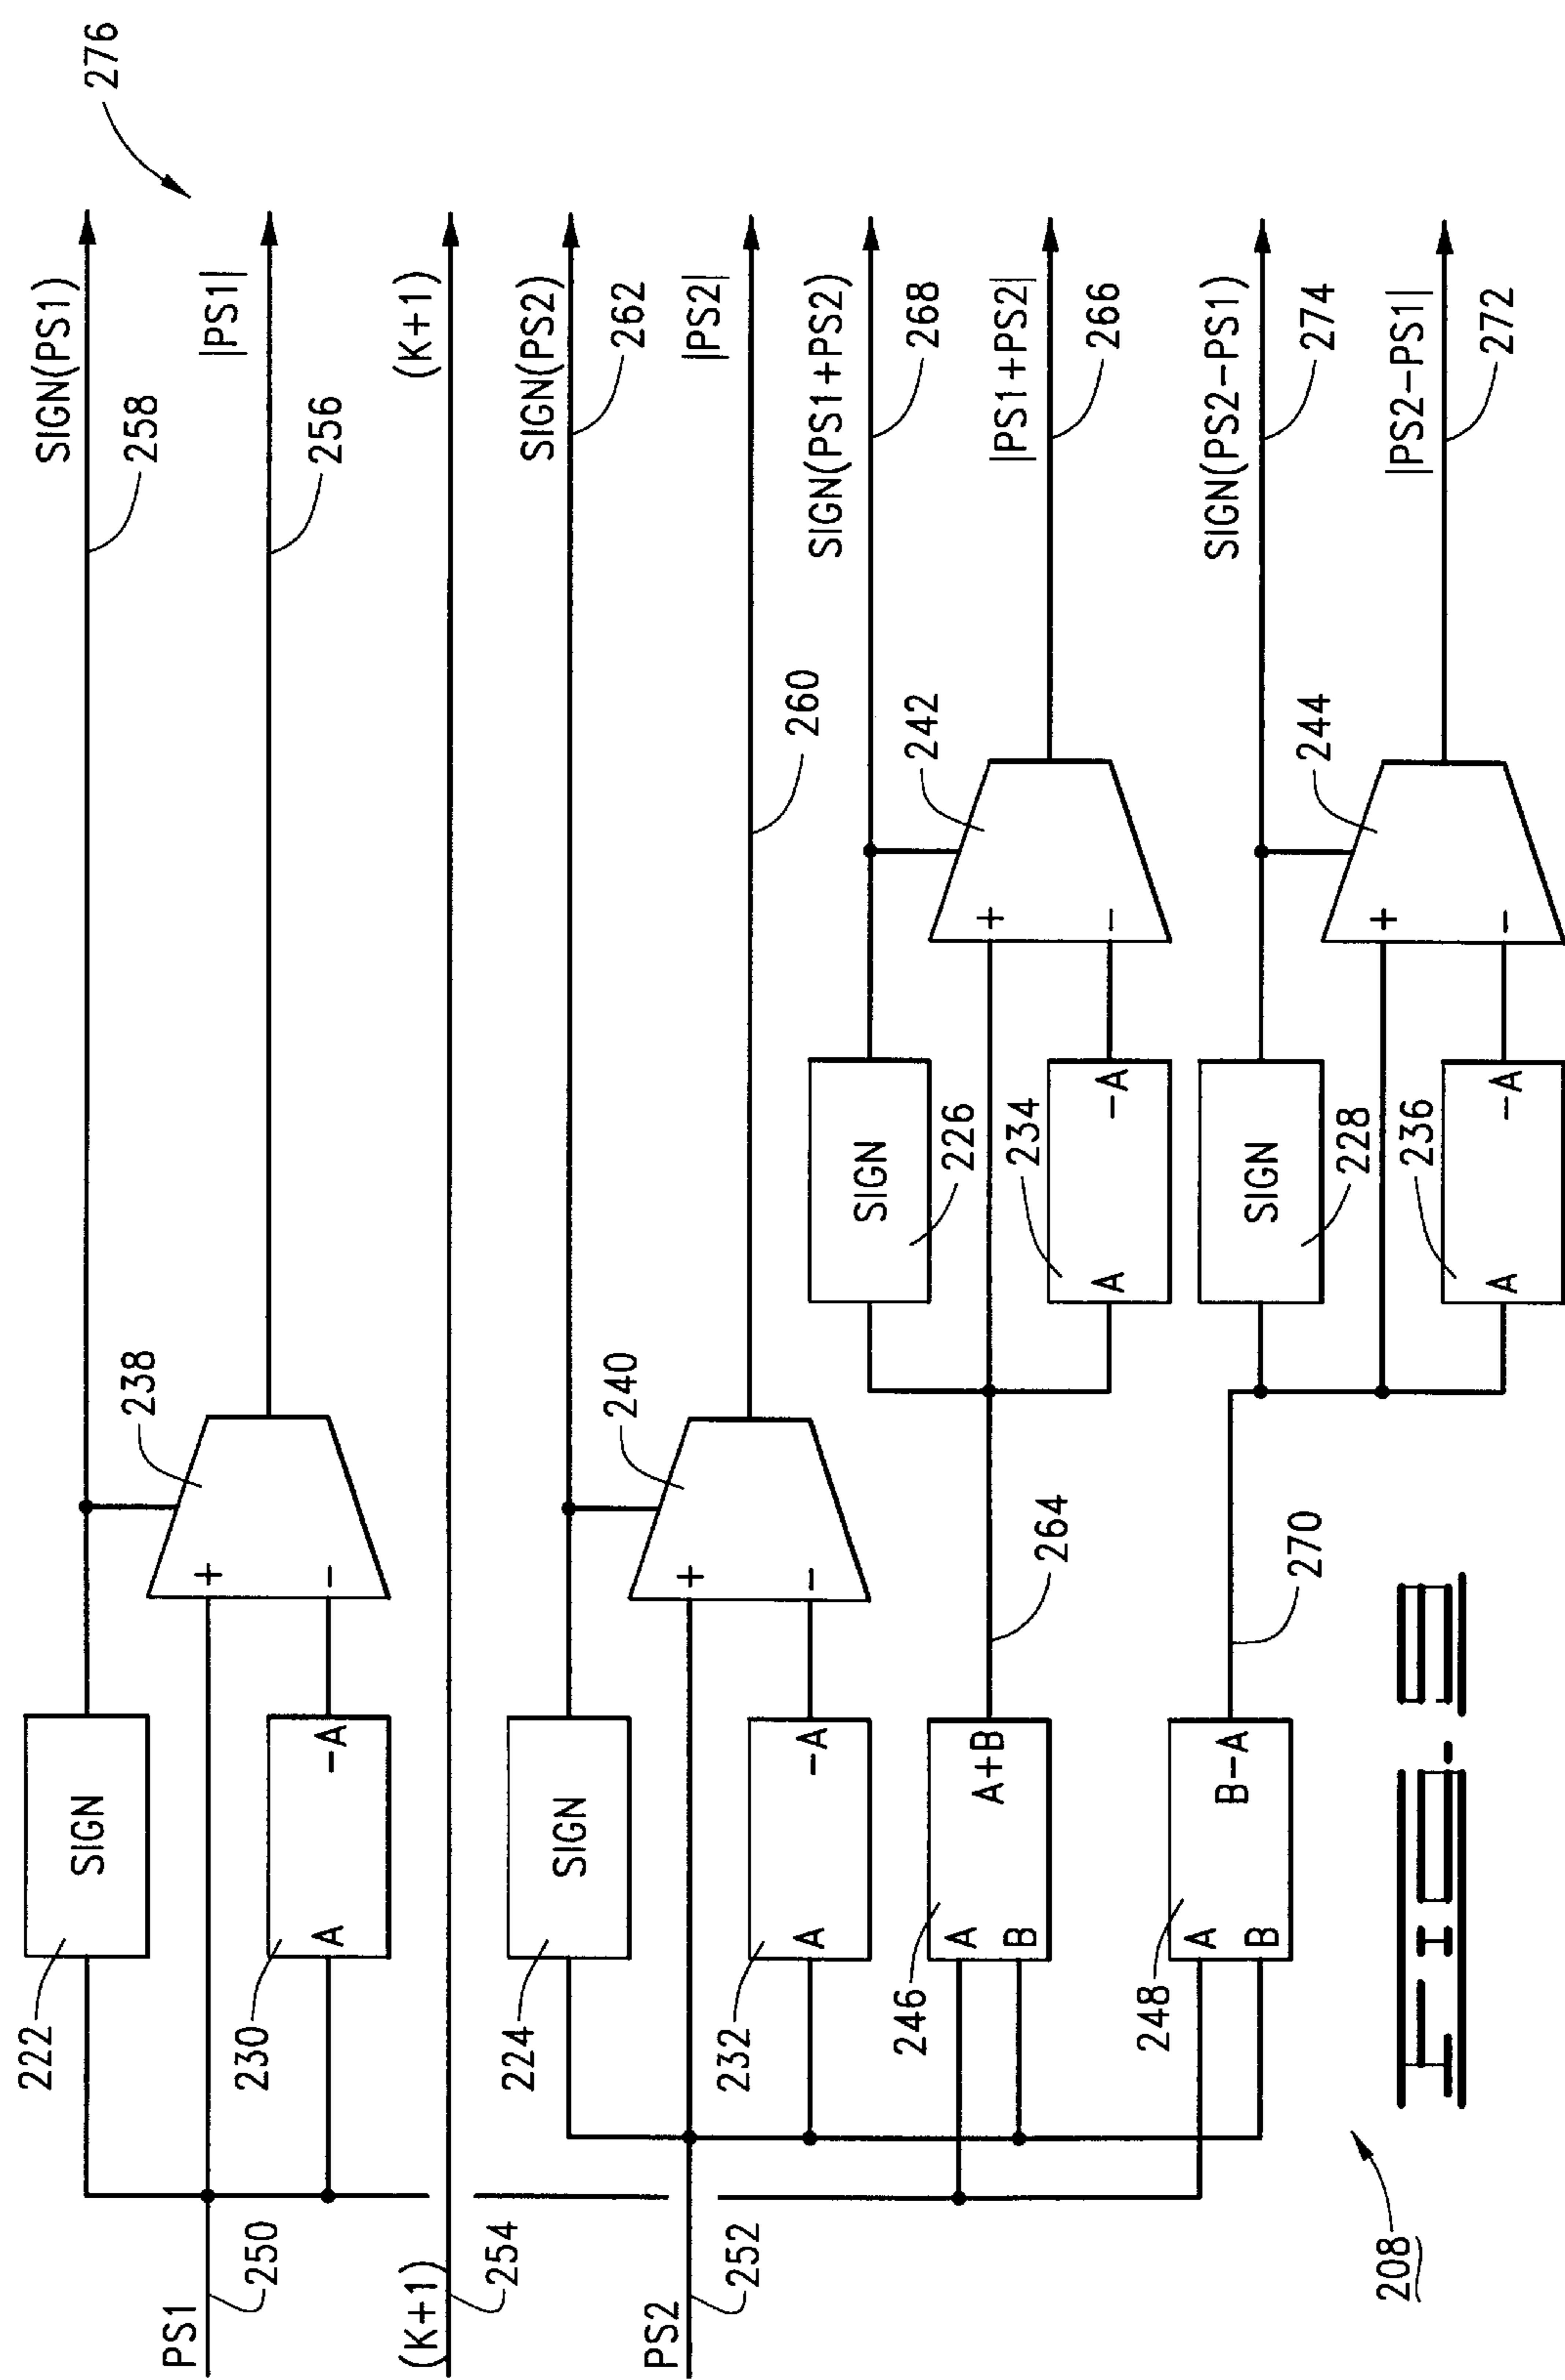 276
222
SIGN
238
SIGN(PS1)
258
PS1
250
230
A
-A
+
-
|PS1|
256
(K+1)
254
(K+1)
224
SIGN
240
SIGN(PS2)
262
PS2
252
232
A
-A
+
-
260
|PS2|
246
A
B
A+B
264
SIGN
226
234
A
-A
242
+
-
SIGN(PS1+PS2)
268
|PS1+PS2|
266
248
A
B
B-A
270
SIGN
228
236
A
-A
244
+
-
SIGN(PS2-PS1)
274
|PS2-PS1|
272
208
FIG.